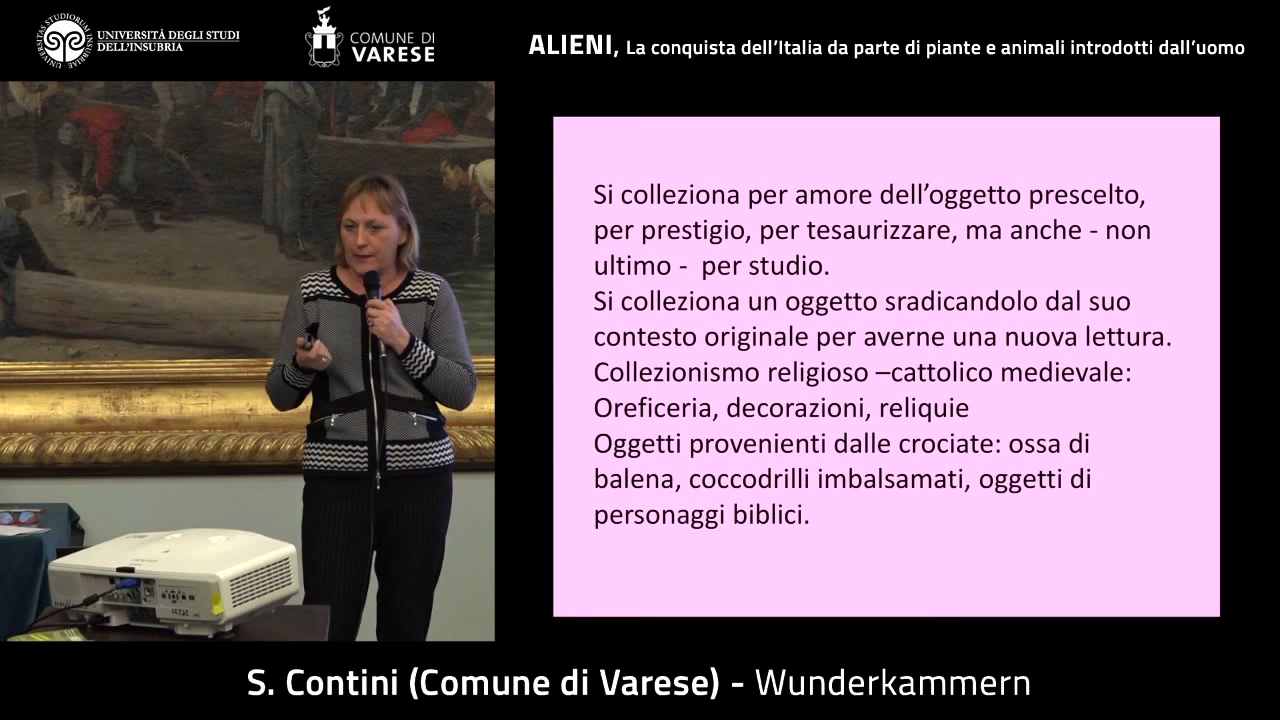 UNIVERSITÀ DEGLI STUDI
DELL'INSUBRIA
COMUNE DI
VARESE
ALIENI, La conquista dell'Italia da parte di piante e animali introdotti dall'uomo
Si colleziona per amore dell'oggetto prescelto,
per prestigio, per tesaurizzare, ma anche - non
ultimo -  per studio.
Si colleziona un oggetto sradicandolo dal suo
contesto originale per averne una nuova lettura.
Collezionismo religioso –cattolico medievale:
Oreficeria, decorazioni, reliquie
Oggetti provenienti dalle crociate: ossa di
balena, coccodrilli imbalsamati, oggetti di
personaggi biblici.
S. Contini (Comune di Varese) - Wunderkammern